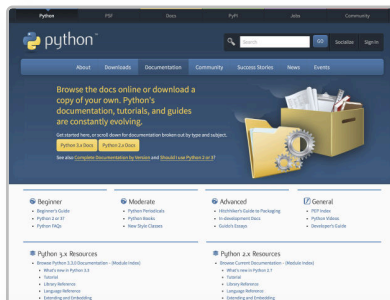 Python PSF Docs PyPI Jobs Community
python™
Search GO Socialize Sign In
About Downloads Documentation Community Success Stories News Events
Browse the docs online or download a
copy of your own. Python's
documentation, tutorials, and guides
are constantly evolving.
Get started here, or scroll down for documentation broken out by type and subject.
Python 3.x Docs Python 2.x Docs
See also Complete Documentation by Version and Should I use Python 2 or 3?
Beginner
Beginner's Guide
Python 2 or 3?
Python FAQs
Moderate
Python Periodicals
Python Books
New Style Classes
Advanced
Hitchhiker's Guide to Packaging
In development Docs
Guido's Essays
General
PEP Index
Python Videos
Developer's Guide
Python 3.x Resources
Browse Python 3.3.0 Documentation - (Module Index)
What's new in Python 3.3
Tutorial
Library Reference
Language Reference
Extending and Embedding
Python 2.x Resources
Browse Current Documentation - (Module Index)
What's new in Python 2.7
Tutorial
Library Reference
Language Reference
Extending and Embedding